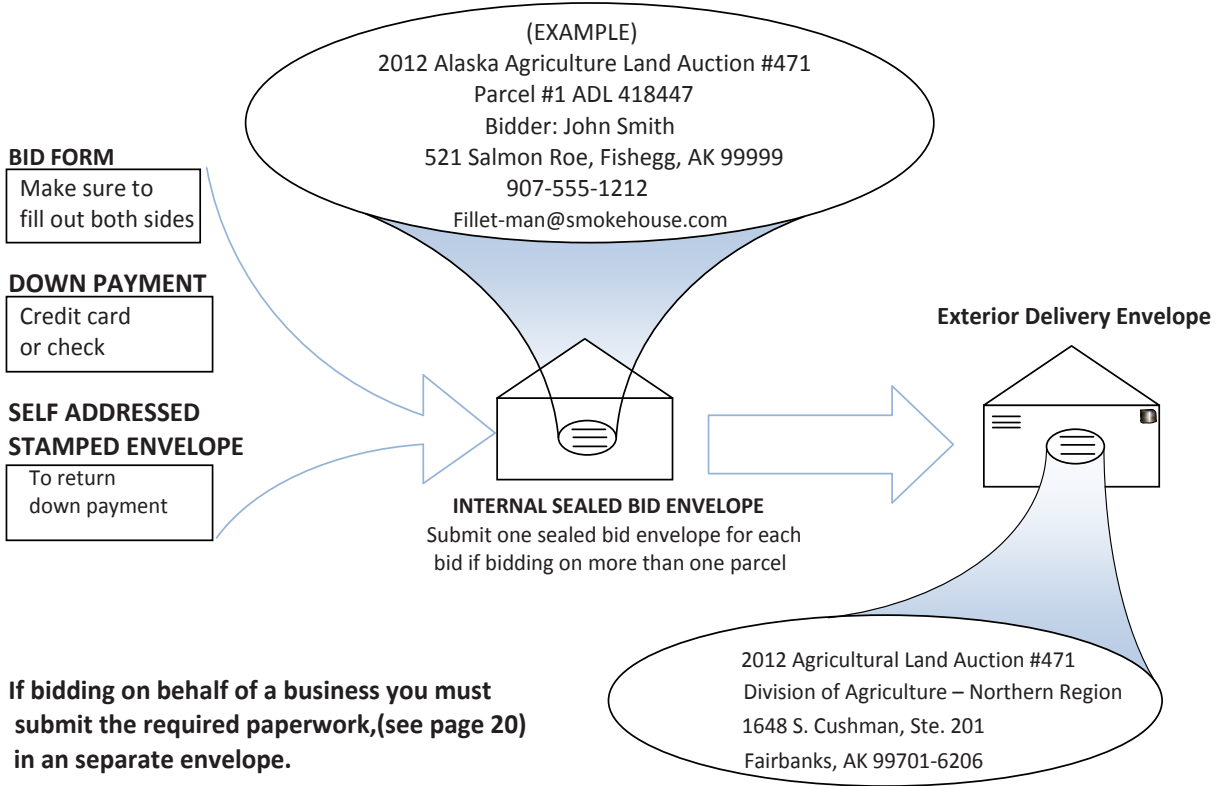 (EXAMPLE)
2012 Alaska Agriculture Land Auction #471
Parcel #1 ADL 418447
Bidder: John Smith
521 Salmon Roe, Fishegg, AK 99999
907-555-1212
Fillet-man@smokehouse.com
BID FORM
Make sure to
fill out both sides
DOWN PAYMENT
Credit card
or check
SELF ADDRESSED
STAMPED ENVELOPE
To return
down payment
INTERNAL SEALED BID ENVELOPE
Submit one sealed bid envelope for each
bid if bidding on more than one parcel
Exterior Delivery Envelope
2012 Agricultural Land Auction #471
Division of Agriculture – Northern Region
1648 S. Cushman, Ste. 201
Fairbanks, AK 99701-6206
If bidding on behalf of a business you must
submit the required paperwork,(see page 20)
in an separate envelope.